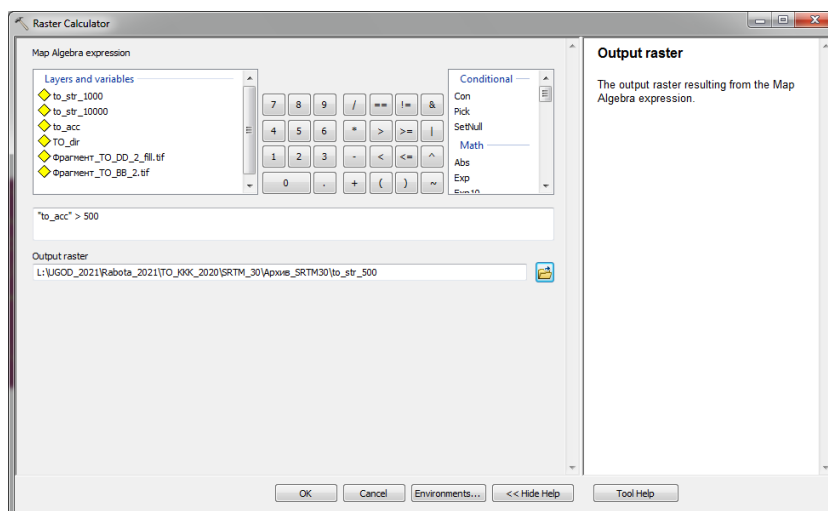 Raster Calculator
Map Algebra expression
Layers and variables
to_str_1000
to_str_10000
to_acc
TO_dir
Фрагмент_TO_DD_2_fill.tif
Фрагмент_TO_BB_2.tif
7 8 9 / == != &
4 5 6 * > >= |
1 2 3 - < <= ^
0 . + ( ) ~
Conditional
Con
Pick
SetNull
Math
Abs
Exp
Exp10
"to_acc" > 500
Output raster
L:\UGOD_2021\Rabota_2021\TO_KKK_2020\SRTM_30\Архив_SRTM30\to_str_500
OK Cancel Environments... << Hide Help Tool Help
Output raster
The output raster resulting from the Map
Algebra expression.